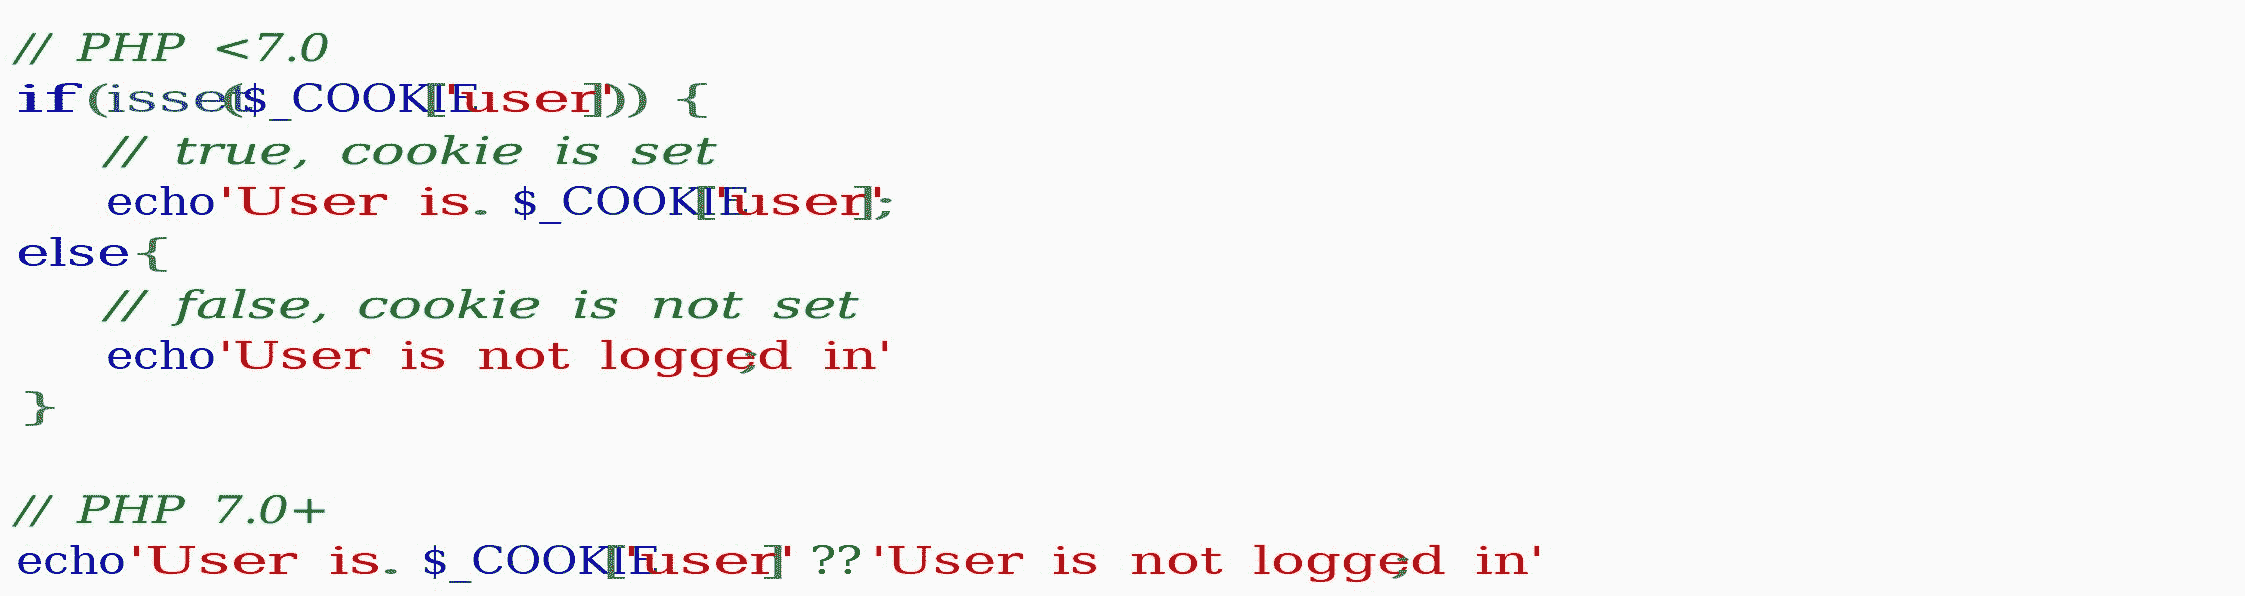 // PHP <7.0
if(isset($_COOKIE['user'])) {
// true, cookie is set
echo'User is. $_COOKIE['user'];
else{
// false, cookie is not set
echo'User is not logged in';
}
// PHP 7.0+
echo'User is. $_COOKIE['user'] ?? 'User is not logged in';